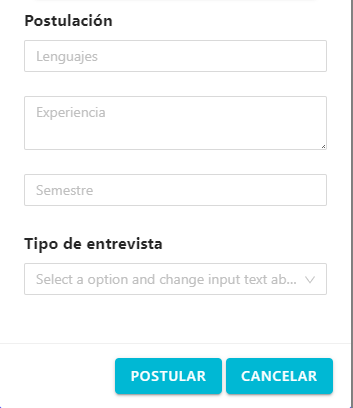 Postulación
Lenguajes
Experiencia
Semestre
Tipo de entrevista
Select a option and change input text ab...
POSTULAR CANCELAR